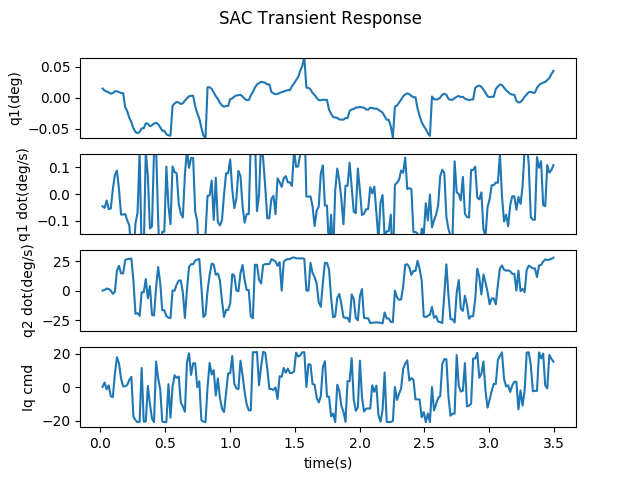 SAC Transient Response
q1(deg)
0.05
0.00
−0.05
q1 dot(deg/s)
0.1
0.0
−0.1
q2 dot(deg/s)
25
0
−25
Iq cmd
20
0
−20
0.0 0.5 1.0 1.5 2.0 2.5 3.0 3.5
time(s)